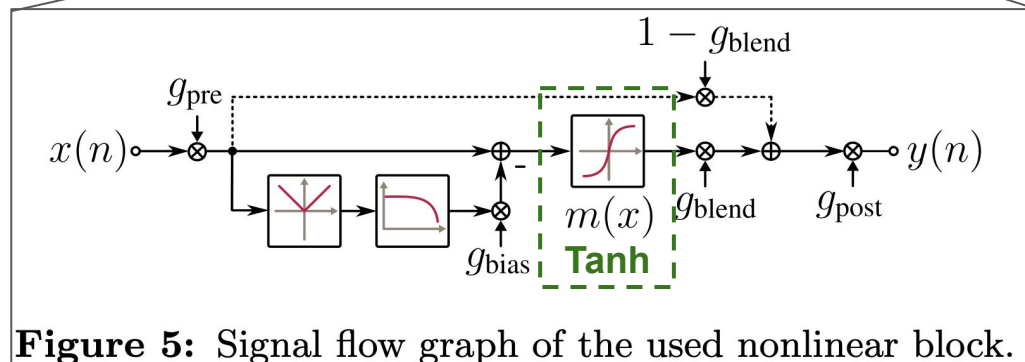 1 − g_blend
g_pre
x(n)
y(n)
-
m(x)
g_blend
g_post
g_bias
Tanh
Figure 5: Signal flow graph of the used nonlinear block.